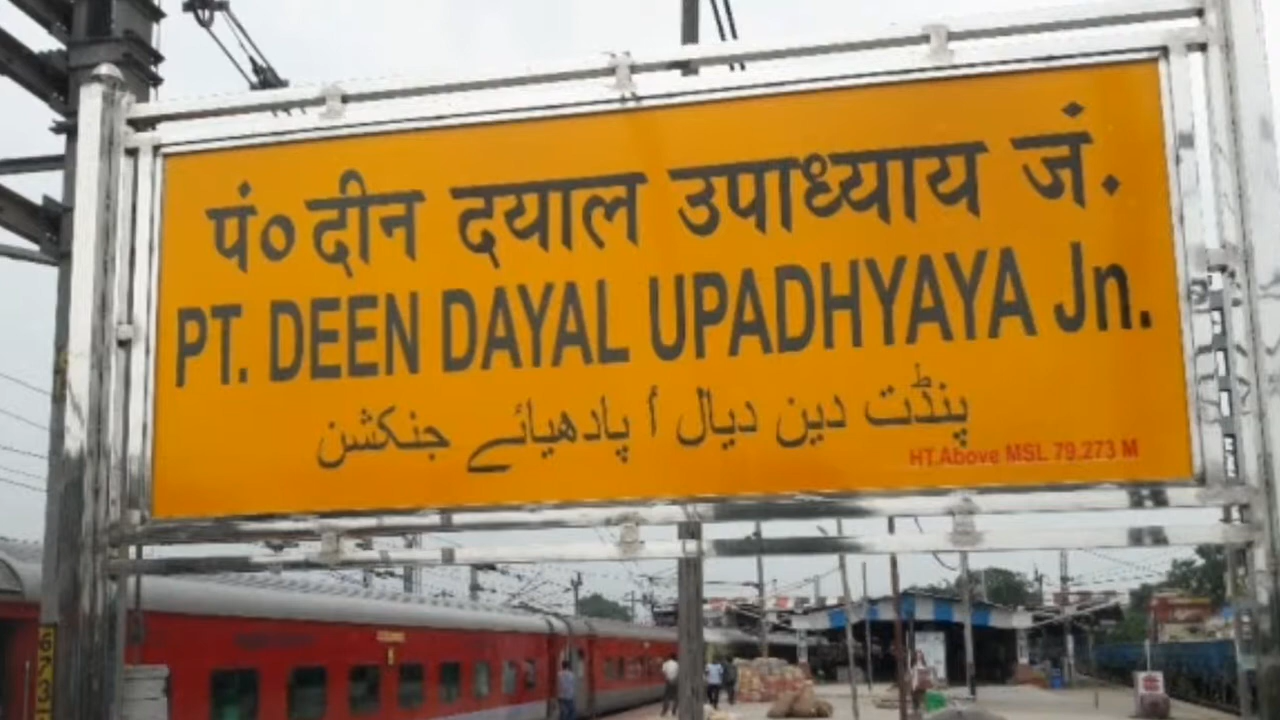 पं० दीन दयाल उपाध्याय जं.
PT. DEEN DAYAL UPADHYAYA Jn.
پنڈت دین دیال أ پادھیائے جنکشن
HT.Above MSL 79.273 M